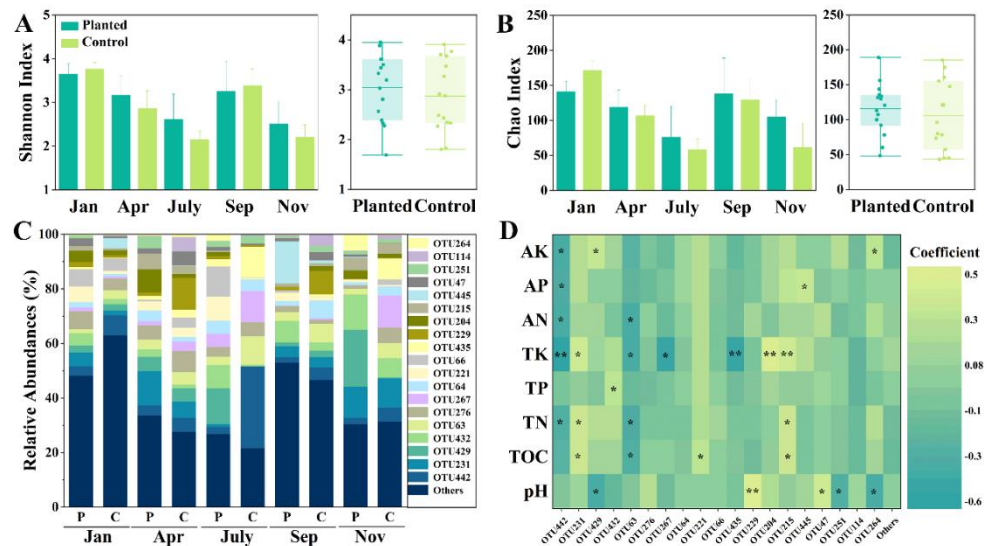 A
Planted
Control
Shannon Index
5
4
3
2
1
Jan Apr July Sep Nov
4
3
2
1
Planted Control
B
Chao Index
250
200
150
100
50
0
Jan Apr July Sep Nov
250
200
150
100
50
0
Planted Control
C
Relative Abundances (%)
100
80
60
40
20
0
P C P C P C P C P C
Jan Apr July Sep Nov
OTU264
OTU114
OTU251
OTU47
OTU445
OTU215
OTU204
OTU229
OTU435
OTU66
OTU221
OTU64
OTU267
OTU276
OTU63
OTU432
OTU429
OTU231
OTU442
Others
D
AK * * *
AP * *
AN * *
TK ** * * * ** ** **
TP *
TN * * * *
TOC * * * *
pH * ** * * *
OTU442 OTU231 OTU429 OTU432 OTU63 OTU276 OTU267 OTU64 OTU221 OTU66 OTU435 OTU229 OTU204 OTU215 OTU445 OTU47 OTU251 OTU114 OTU264 Others
Coefficient
0.5
0.3
0.08
-0.1
-0.4
-0.6